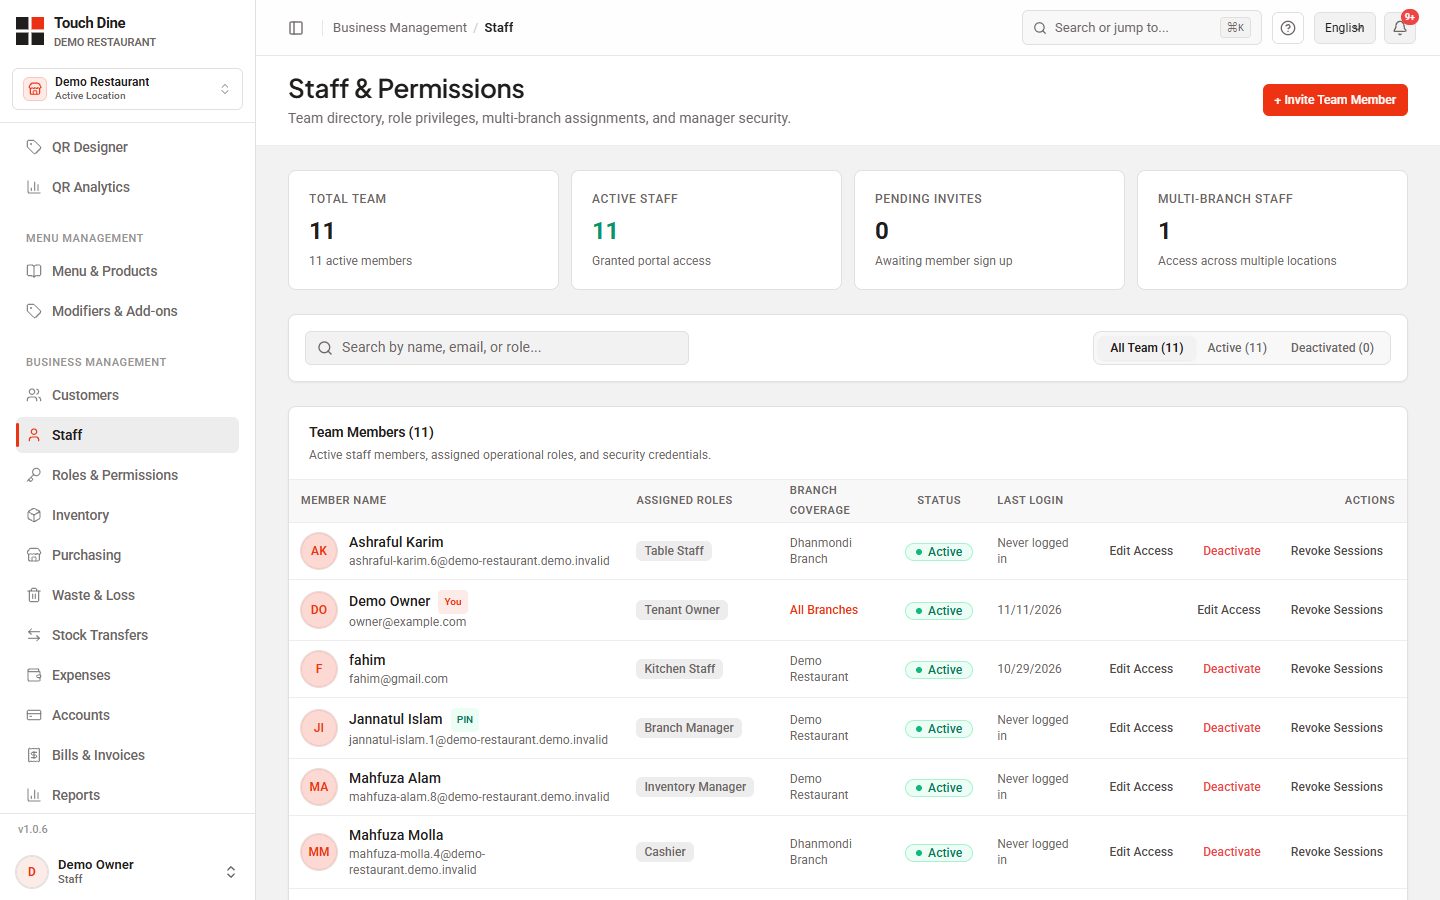 Touch Dine
DEMO RESTAURANT
Demo Restaurant
Active Location
QR Designer
QR Analytics
MENU MANAGEMENT
Menu & Products
Modifiers & Add-ons
BUSINESS MANAGEMENT
Customers
Staff
Roles & Permissions
Inventory
Purchasing
Waste & Loss
Stock Transfers
Expenses
Accounts
Bills & Invoices
Reports
v1.0.6
D
Demo Owner
Staff
Business Management / Staff
Search or jump to... ⌘K
English
9+
Staff & Permissions
Team directory, role privileges, multi-branch assignments, and manager security.
+ Invite Team Member
TOTAL TEAM
11
11 active members
ACTIVE STAFF
11
Granted portal access
PENDING INVITES
0
Awaiting member sign up
MULTI-BRANCH STAFF
1
Access across multiple locations
Search by name, email, or role...
All Team (11) Active (11) Deactivated (0)
Team Members (11)
Active staff members, assigned operational roles, and security credentials.
MEMBER NAME ASSIGNED ROLES BRANCH COVERAGE STATUS LAST LOGIN ACTIONS
AK Ashraful Karim
ashraful-karim.6@demo-restaurant.demo.invalid
Table Staff
Dhanmondi
Branch
Active
Never logged
in
Edit Access Deactivate Revoke Sessions
DO Demo Owner You
owner@example.com
Tenant Owner
All Branches
Active
11/11/2026
Edit Access Revoke Sessions
F fahim
fahim@gmail.com
Kitchen Staff
Demo
Restaurant
Active
10/29/2026
Edit Access Deactivate Revoke Sessions
JI Jannatul Islam PIN
jannatul-islam.1@demo-restaurant.demo.invalid
Branch Manager
Demo
Restaurant
Active
Never logged
in
Edit Access Deactivate Revoke Sessions
MA Mahfuza Alam
mahfuza-alam.8@demo-restaurant.demo.invalid
Inventory Manager
Demo
Restaurant
Active
Never logged
in
Edit Access Deactivate Revoke Sessions
MM Mahfuza Molla
mahfuza-molla.4@demo-
restaurant.demo.invalid
Cashier
Dhanmondi
Branch
Active
Never logged
in
Edit Access Deactivate Revoke Sessions